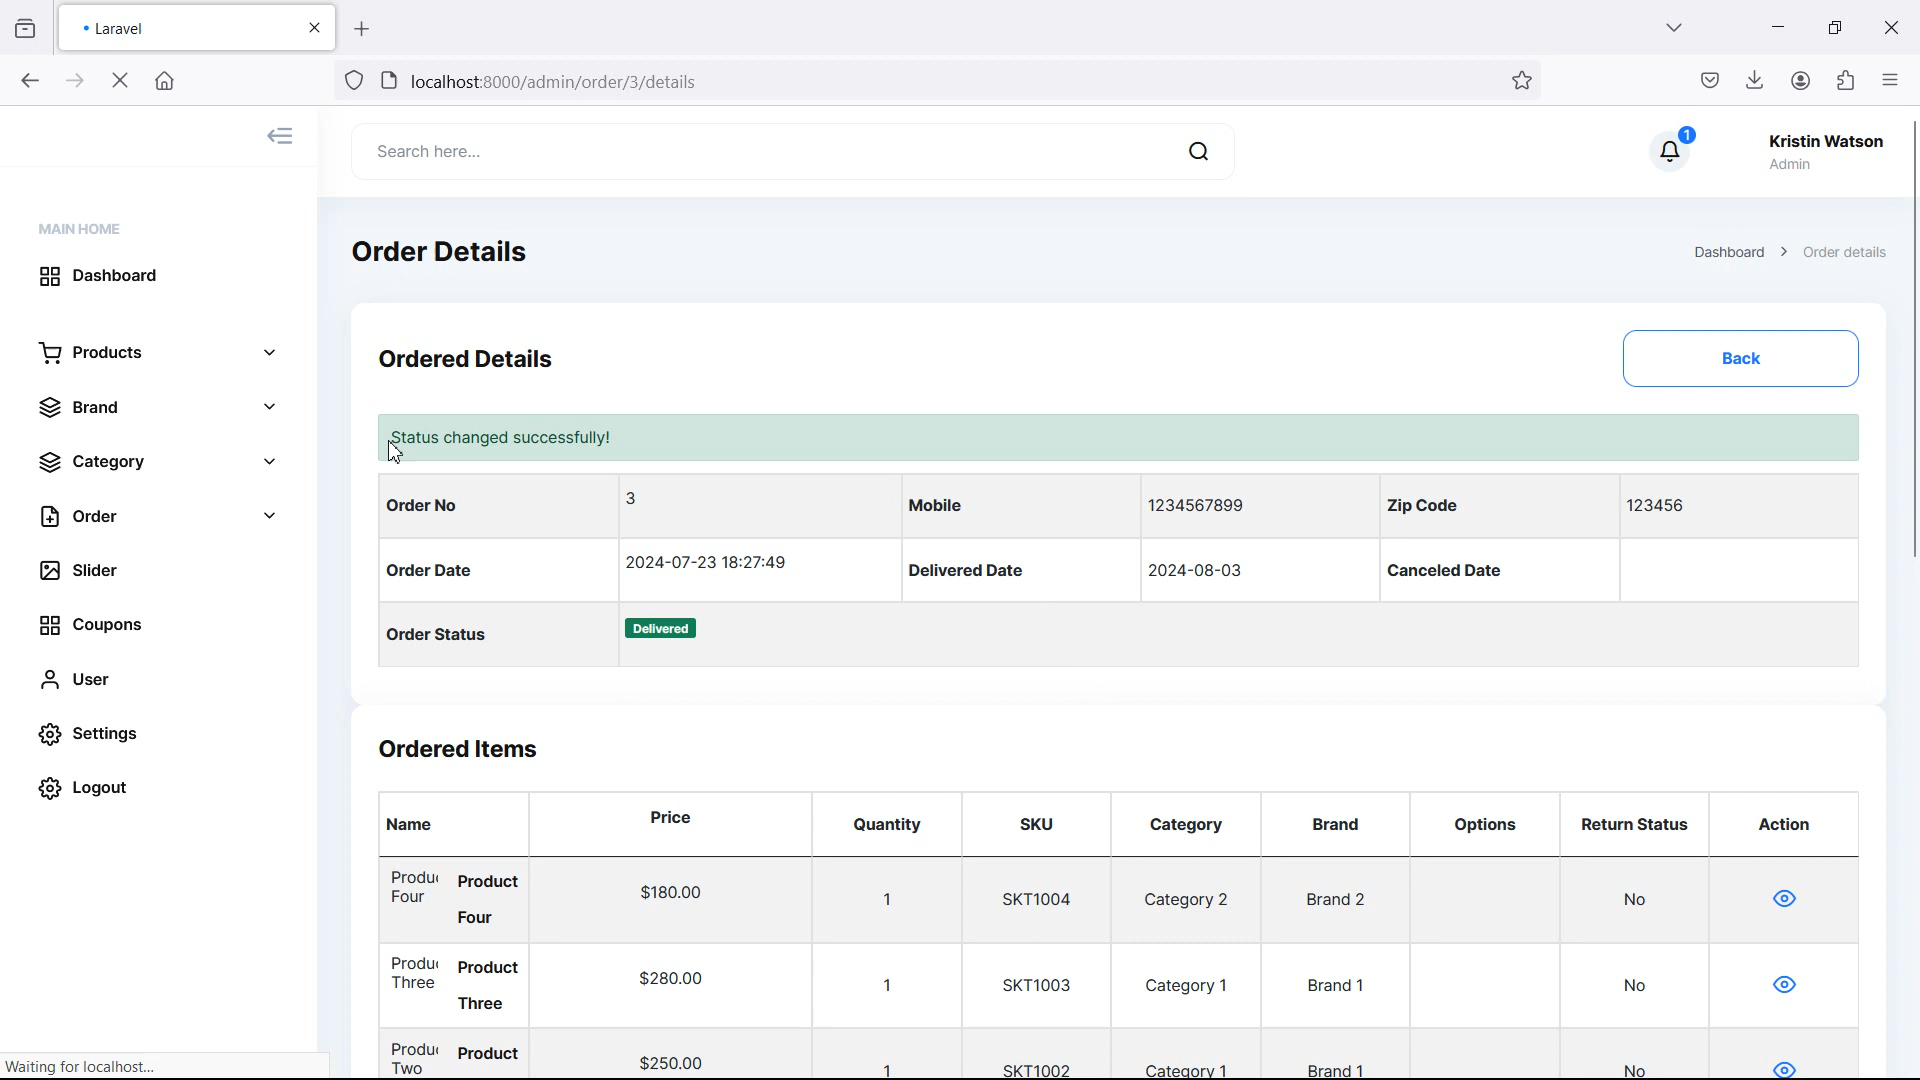 Laravel
localhost:8000/admin/order/3/details
Search here...
1
Kristin Watson
Admin
MAIN HOME
Dashboard
Products
Brand
Category
Order
Slider
Coupons
User
Settings
Logout
Order Details
Dashboard > Order details
Ordered Details
Back
Status changed successfully!
Order No 3 Mobile 1234567899 Zip Code 123456
Order Date 2024-07-23 18:27:49 Delivered Date 2024-08-03 Canceled Date
Order Status Delivered
Ordered Items
Name Price Quantity SKU Category Brand Options Return Status Action
Produc Four Product Four $180.00 1 SKT1004 Category 2 Brand 2 No
Produc Three Product Three $280.00 1 SKT1003 Category 1 Brand 1 No
Produc Two Product $250.00 1 SKT1002 Category 1 Brand 1 No
Waiting for localhost...